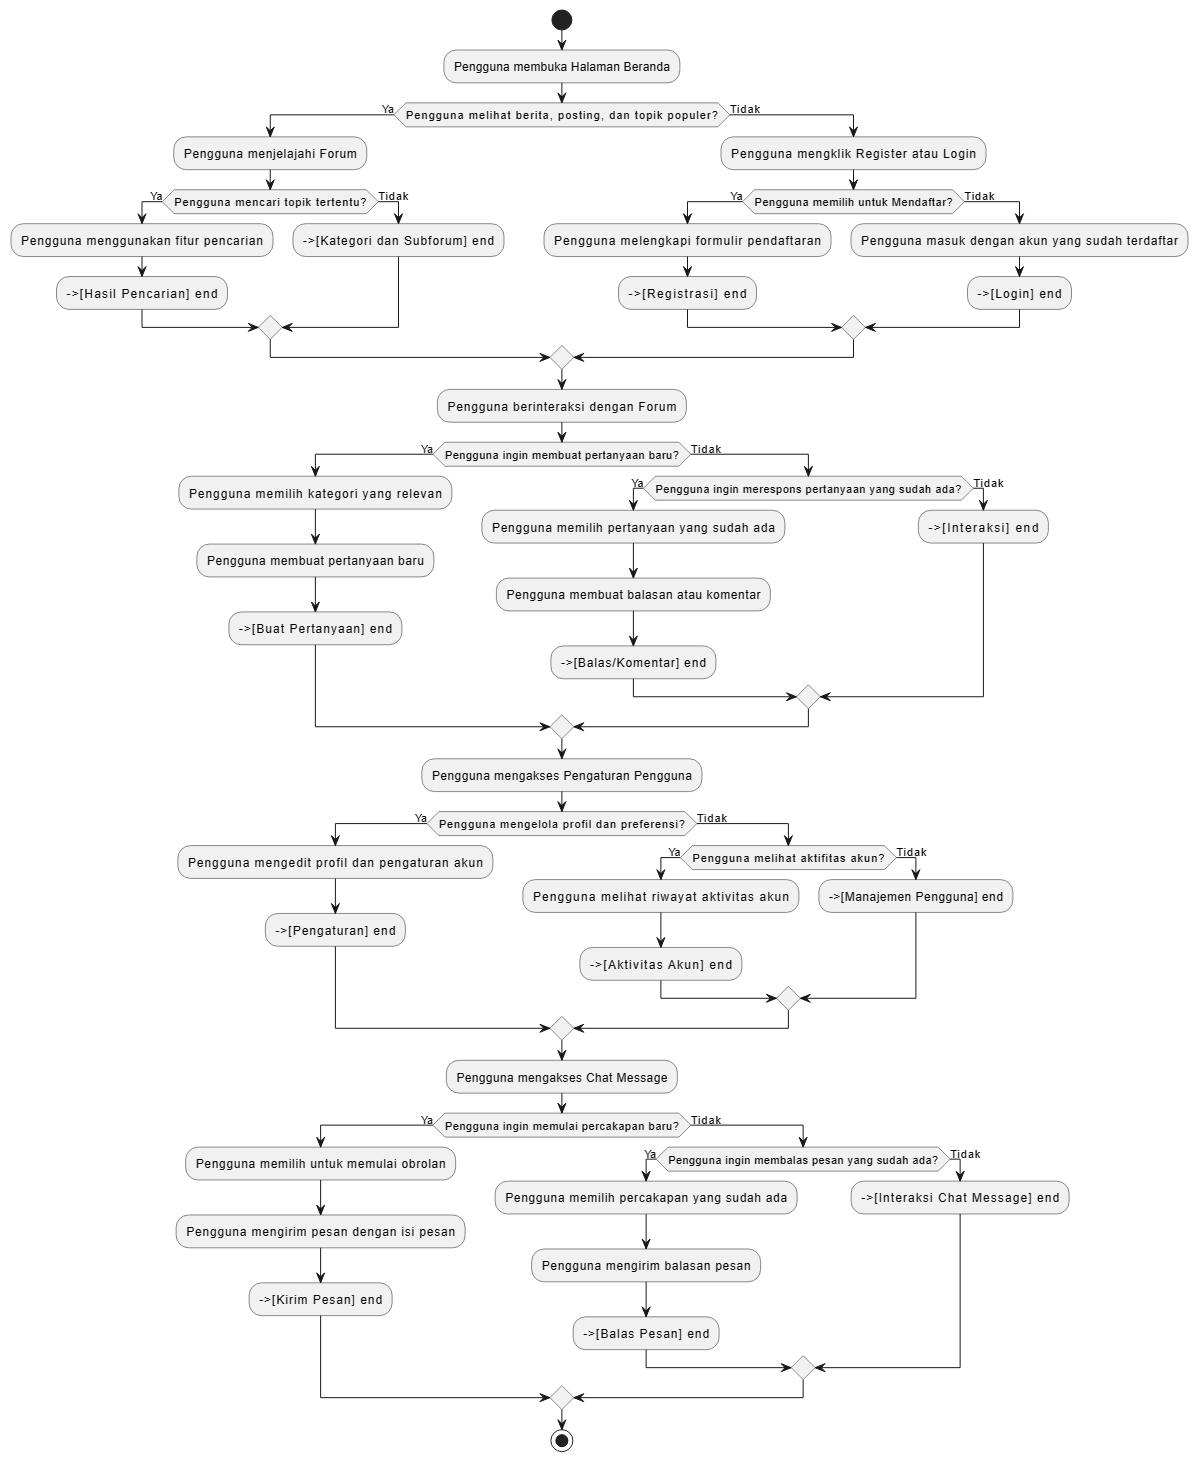 Pengguna membuka Halaman Beranda
Ya
Pengguna melihat berita, posting, dan topik populer?
Tidak
Pengguna menjelajahi Forum
Pengguna mengklik Register atau Login
Ya
Pengguna mencari topik tertentu?
Tidak
Ya
Pengguna memilih untuk Mendaftar?
Tidak
Pengguna menggunakan fitur pencarian
->[Kategori dan Subforum] end
Pengguna melengkapi formulir pendaftaran
Pengguna masuk dengan akun yang sudah terdaftar
->[Hasil Pencarian] end
->[Registrasi] end
->[Login] end
Pengguna berinteraksi dengan Forum
Ya
Pengguna ingin membuat pertanyaan baru?
Tidak
Pengguna memilih kategori yang relevan
Ya
Pengguna ingin merespons pertanyaan yang sudah ada?
Tidak
Pengguna memilih pertanyaan yang sudah ada
->[Interaksi] end
Pengguna membuat pertanyaan baru
Pengguna membuat balasan atau komentar
->[Buat Pertanyaan] end
->[Balas/Komentar] end
Pengguna mengakses Pengaturan Pengguna
Ya
Pengguna mengelola profil dan preferensi?
Tidak
Pengguna mengedit profil dan pengaturan akun
Ya
Pengguna melihat aktifitas akun?
Tidak
Pengguna melihat riwayat aktivitas akun
->[Manajemen Pengguna] end
->[Pengaturan] end
->[Aktivitas Akun] end
Pengguna mengakses Chat Message
Ya
Pengguna ingin memulai percakapan baru?
Tidak
Pengguna memilih untuk memulai obrolan
Ya
Pengguna ingin membalas pesan yang sudah ada?
Tidak
Pengguna memilih percakapan yang sudah ada
->[Interaksi Chat Message] end
Pengguna mengirim pesan dengan isi pesan
Pengguna mengirim balasan pesan
->[Kirim Pesan] end
->[Balas Pesan] end